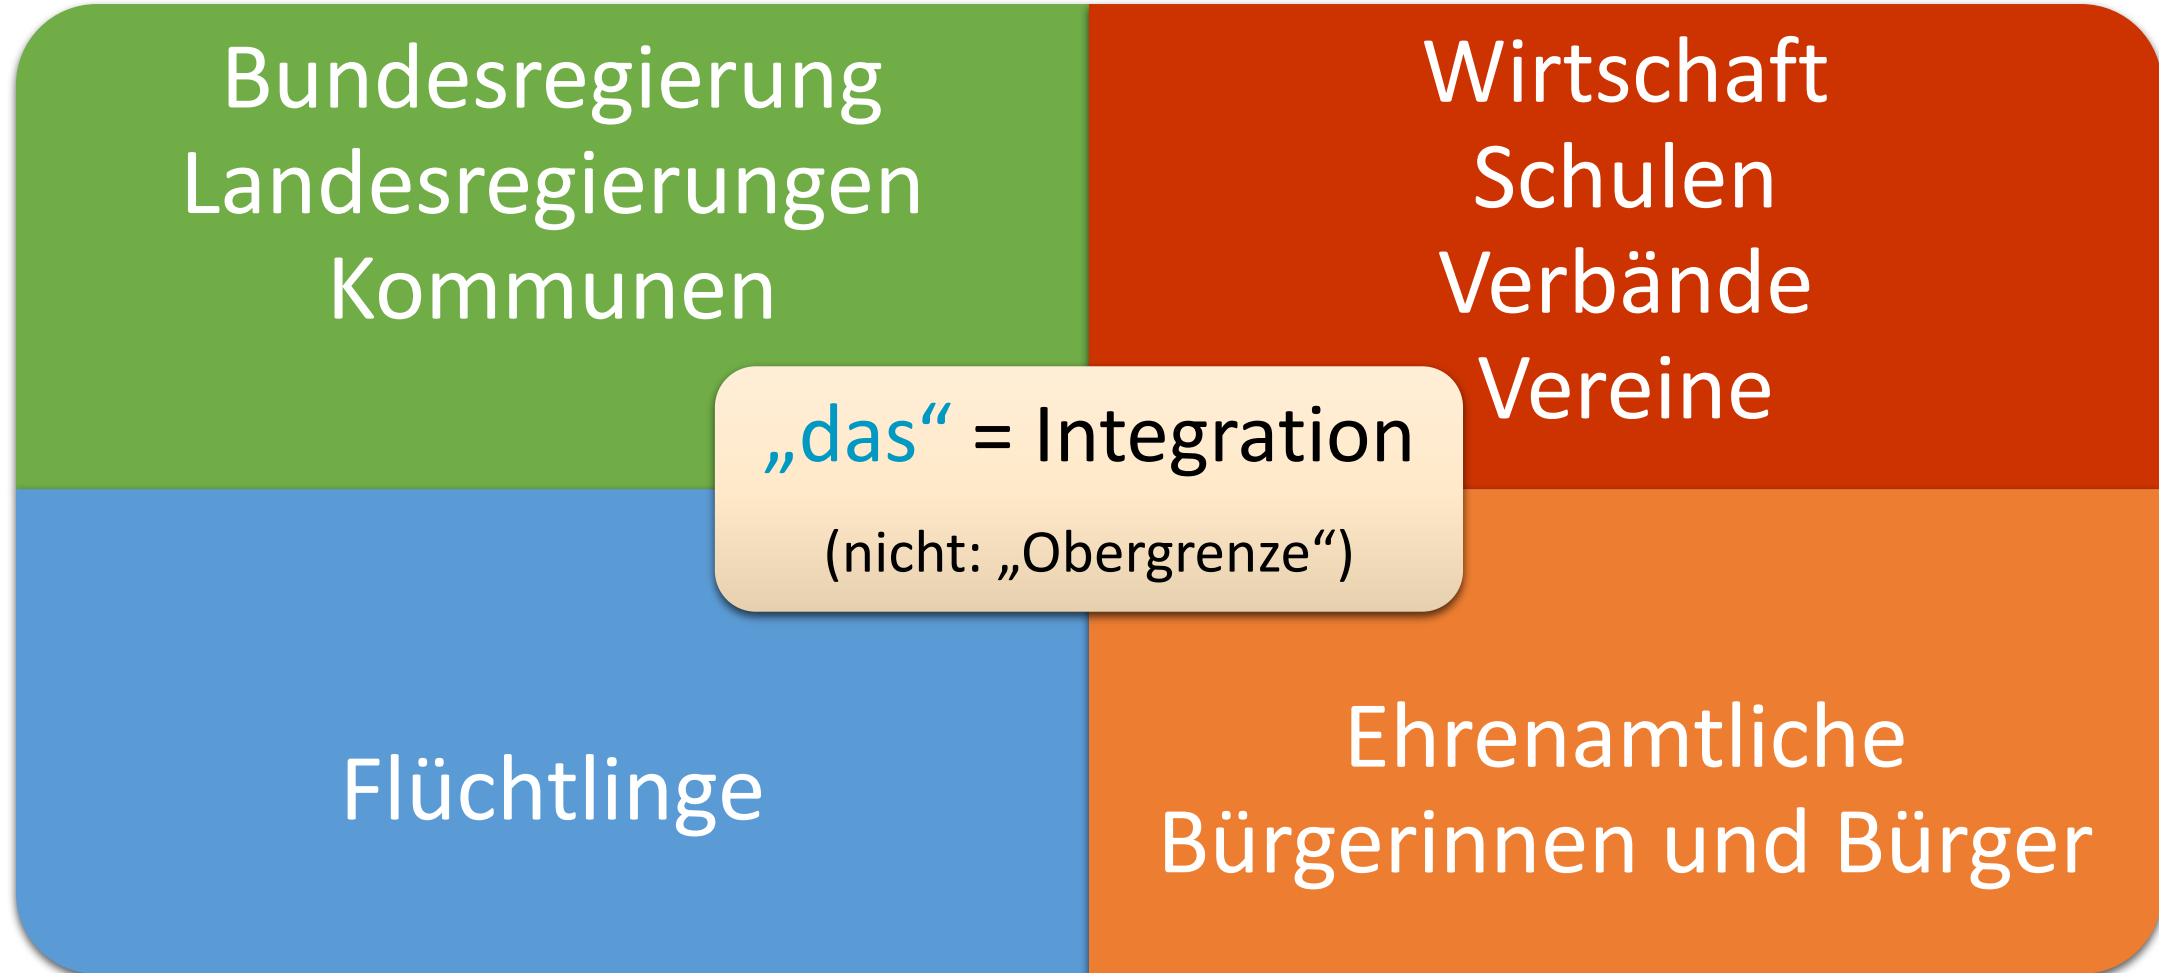 Bundesregierung
Landesregierungen
Kommunen
Wirtschaft
Schulen
Verbände
Vereine
„das“ = Integration
(nicht: „Obergrenze“)
Flüchtlinge
Ehrenamtliche
Bürgerinnen und Bürger